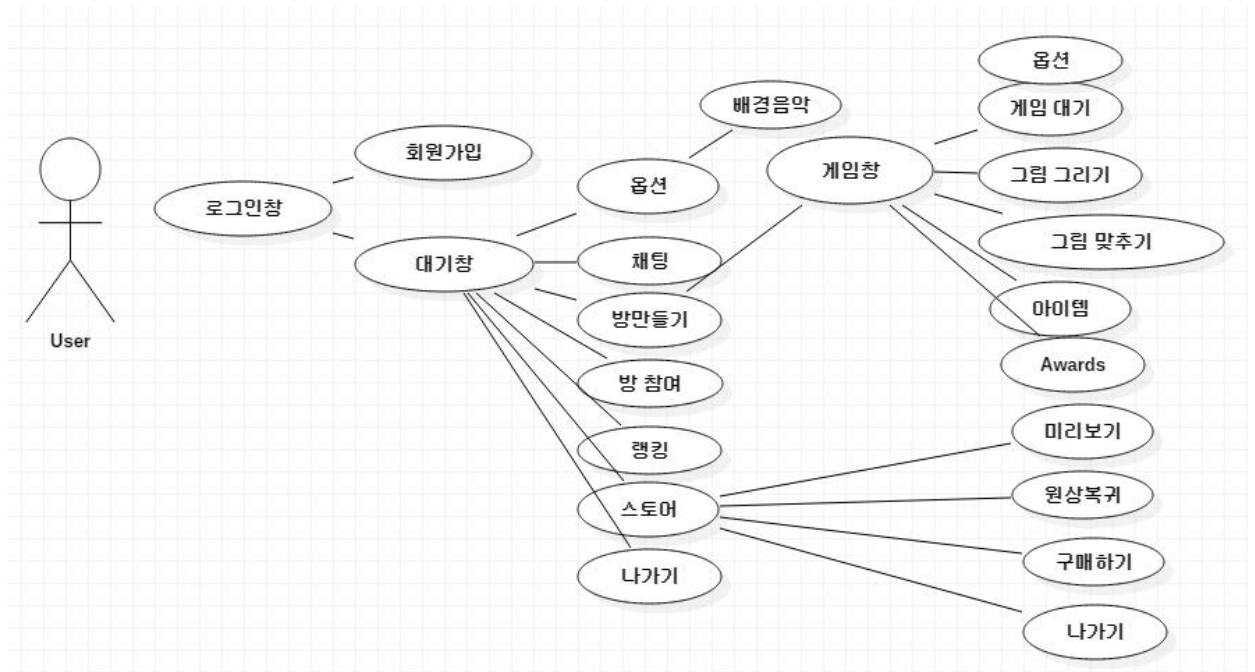 User
로그인창
회원가입
대기창
배경음악
옵션
채팅
방만들기
방 참여
랭킹
스토어
나가기
게임창
옵션
게임 대기
그림 그리기
그림 맞추기
아이템
Awards
미리보기
원상복귀
구매하기
나가기